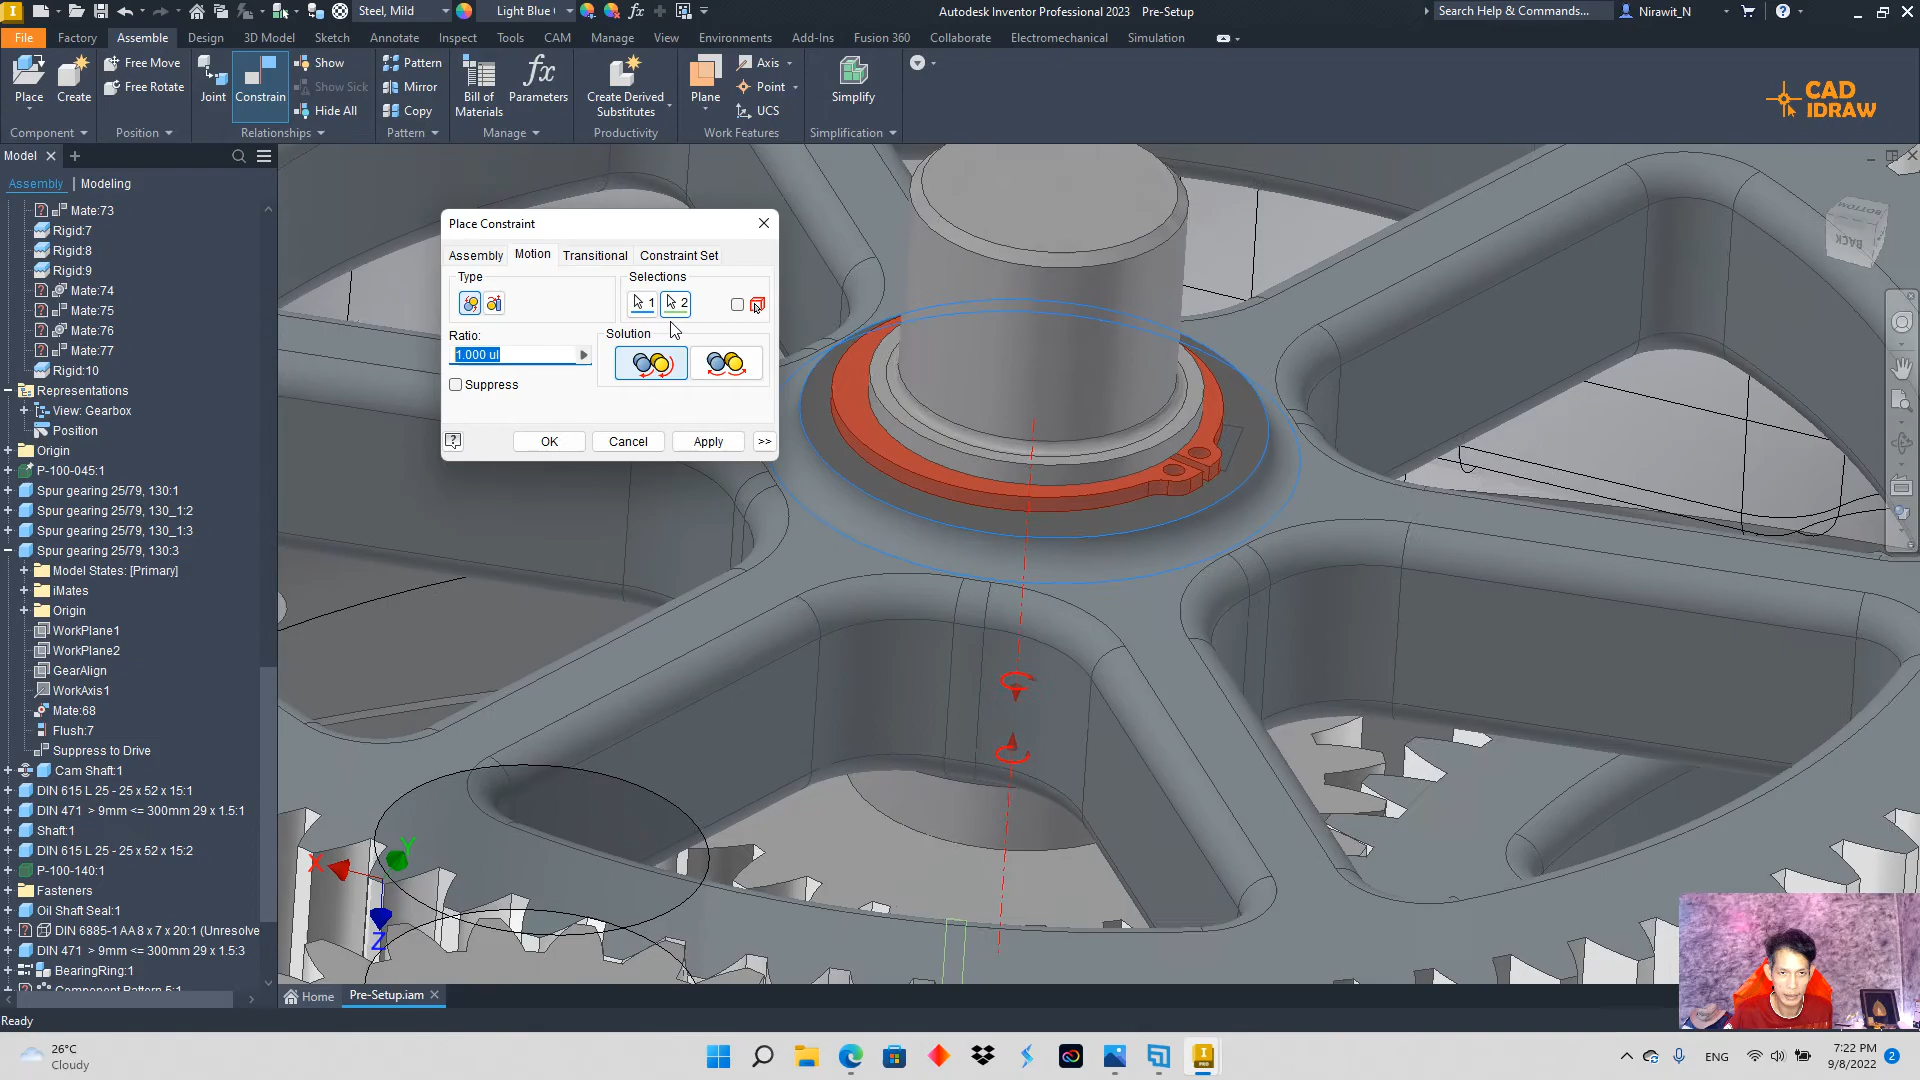 Steel, Mild
Light Blue
Autodesk Inventor Professional 2023 Pre-Setup
Search Help & Commands...
Nirawit_N
File Factory Assemble Design 3D Model Sketch Annotate Inspect Tools CAM Manage View Environments Add-Ins Fusion 360 Collaborate Electromechanical Simulation
Place
Create
Free Move
Free Rotate
Joint
Constrain
Show
Show Sick
Hide All
Pattern
Mirror
Copy
Bill of
Materials
Parameters
Create Derived
Substitutes
Plane
Axis
Point
UCS
Simplify
CAD
IDRAW
Component
Position
Relationships
Pattern
Manage
Productivity
Work Features
Simplification
Model
Assembly | Modeling
Mate:73
Rigid:7
Rigid:8
Rigid:9
Mate:74
Mate:75
Mate:76
Mate:77
Rigid:10
Representations
View: Gearbox
Position
Origin
P-100-045:1
Spur gearing 25/79, 130:1
Spur gearing 25/79, 130_1:2
Spur gearing 25/79, 130_1:3
Spur gearing 25/79, 130:3
Model States: [Primary]
iMates
Origin
WorkPlane1
WorkPlane2
GearAlign
WorkAxis1
Mate:68
Flush:7
Suppress to Drive
Cam Shaft:1
DIN 615 L 25 - 25 x 52 x 15:1
DIN 471 > 9mm <= 300mm 29 x 1.5:1
Shaft:1
DIN 615 L 25 - 25 x 52 x 15:2
P-100-140:1
Fasteners
Oil Shaft Seal:1
DIN 6885-1 AA 8 x 7 x 20:1 (Unresolve
DIN 471 > 9mm <= 300mm 29 x 1.5:3
BearingRing:1
Component Pattern 5:1
Place Constraint
Assembly Motion Transitional Constraint Set
Type
Selections
1
2
Ratio:
1.000 ul
Solution
Suppress
OK
Cancel
Apply
>>
BOTTOM
BACK
X
Y
Z
Home
Pre-Setup.iam
Ready
26°C
Cloudy
ENG
7:22 PM
9/8/2022
2